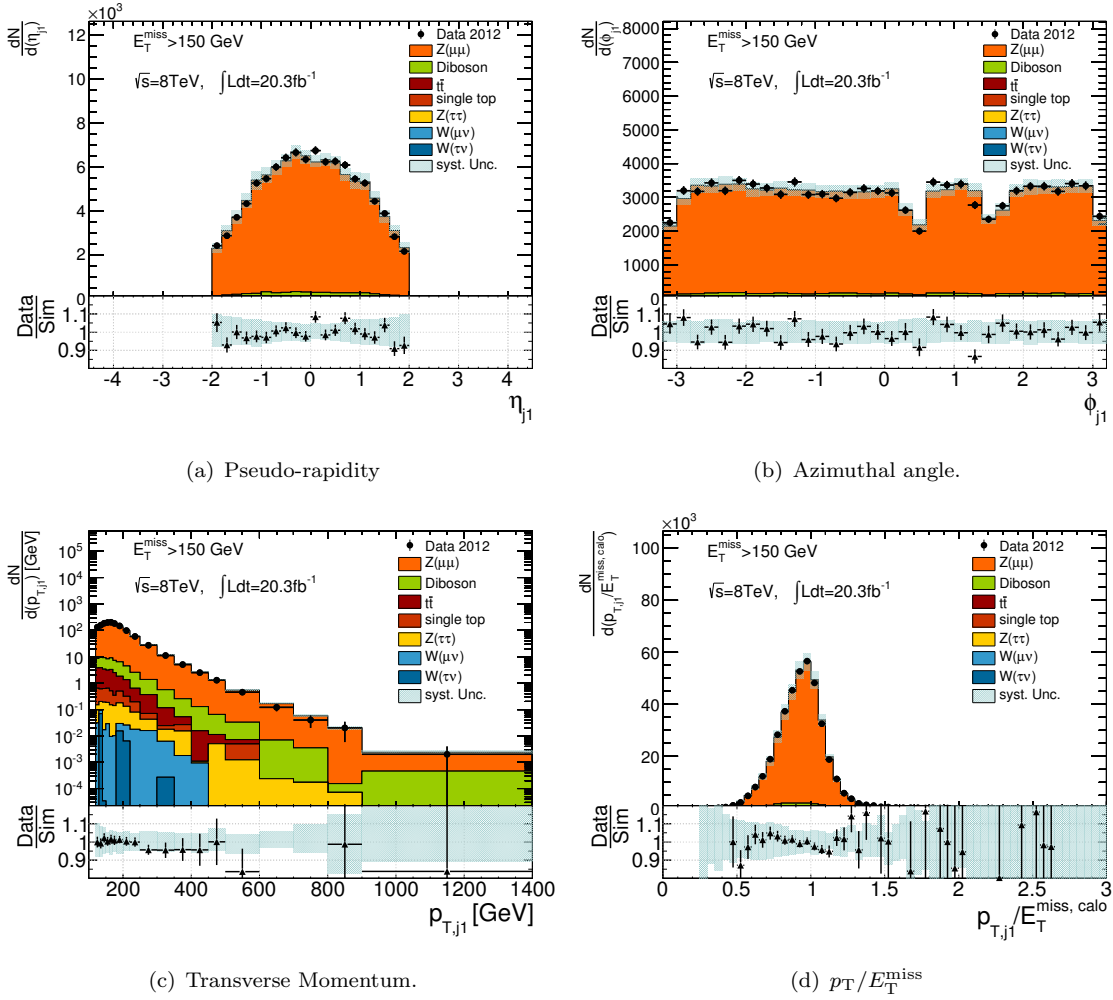 ×10³
dN
d(η_j1)
E_T^miss>150 GeV
√s=8TeV, ∫Ldt=20.3fb⁻¹
Data 2012
Z(μμ)
Diboson
tt̄
single top
Z(ττ)
W(μν)
W(τν)
syst. Unc.
12
10
8
6
4
2
Data
Sim
1.1
1
0.9
-4 -3 -2 -1 0 1 2 3 4
η_j1
(a) Pseudo-rapidity
dN
d(ϕ_j1)
E_T^miss>150 GeV
√s=8TeV, ∫Ldt=20.3fb⁻¹
Data 2012
Z(μμ)
Diboson
tt̄
single top
Z(ττ)
W(μν)
W(τν)
syst. Unc.
8000
7000
6000
5000
4000
3000
2000
1000
0
Data
Sim
1.1
1
0.9
-3 -2 -1 0 1 2 3
ϕ_j1
(b) Azimuthal angle.
dN
d(p_T,j1) [GeV]
E_T^miss>150 GeV
√s=8TeV, ∫Ldt=20.3fb⁻¹
Data 2012
Z(μμ)
Diboson
tt̄
single top
Z(ττ)
W(μν)
W(τν)
syst. Unc.
10⁵
10⁴
10³
10²
10
1
10⁻¹
10⁻²
10⁻³
10⁻⁴
Data
Sim
1.1
1
0.9
200 400 600 800 1000 1200 1400
p_T,j1 [GeV]
(c) Transverse Momentum.
×10³
dN
d(p_T,j1/E_T^miss, calo)
E_T^miss>150 GeV
√s=8TeV, ∫Ldt=20.3fb⁻¹
Data 2012
Z(μμ)
Diboson
tt̄
single top
Z(ττ)
W(μν)
W(τν)
syst. Unc.
100
80
60
40
20
0
Data
Sim
1.1
1
0.9
0 0.5 1 1.5 2 2.5 3
p_T,j1/E_T^miss, calo
(d) p_T/E_T^miss